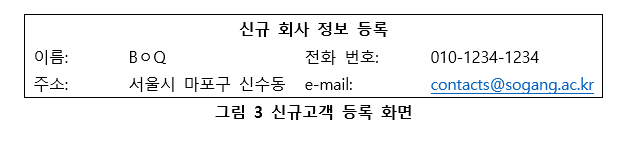 신규 회사 정보 등록
이름: BㅇQ 전화 번호: 010-1234-1234
주소: 서울시 마포구 신수동 e-mail: contacts@sogang.ac.kr
그림 3 신규고객 등록 화면